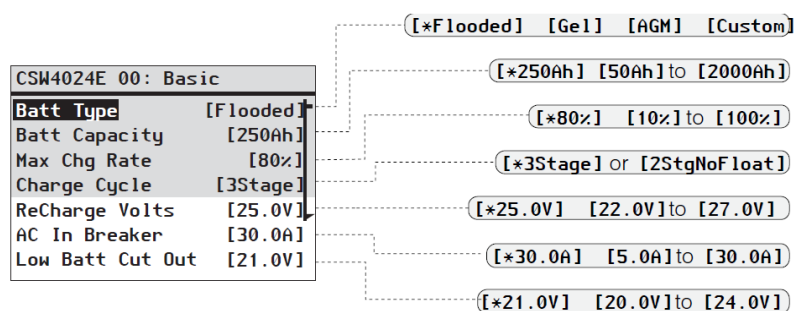 [*Flooded] [Gel] [AGM] [Custom]
[*250Ah] [50Ah] to [2000Ah]
[*80%] [10%] to [100%]
[*3Stage] or [2StgNoFloat]
[*25.0V] [22.0V] to [27.0V]
[*30.0A] [5.0A] to [30.0A]
[*21.0V] [20.0V] to [24.0V]
CSW4024E 00: Basic
Batt Type [Flooded]
Batt Capacity [250Ah]
Max Chg Rate [80%]
Charge Cycle [3Stage]
ReCharge Volts [25.0V]
AC In Breaker [30.0A]
Low Batt Cut Out [21.0V]